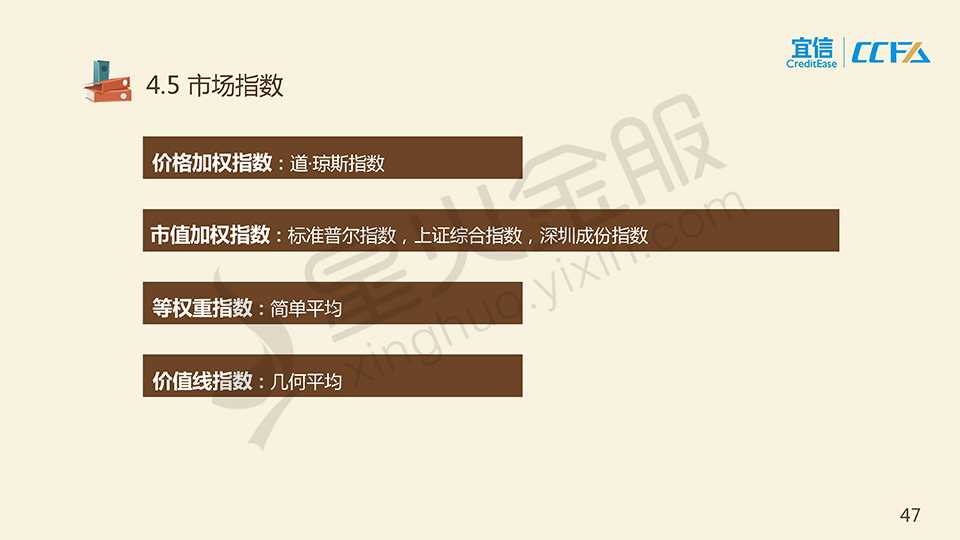 宜信
CreditEase
CCFA
4.5 市场指数
价格加权指数：道·琼斯指数
市值加权指数：标准普尔指数，上证综合指数，深圳成份指数
等权重指数：简单平均
价值线指数：几何平均
星火金服
xinghuo.yixin.com
47